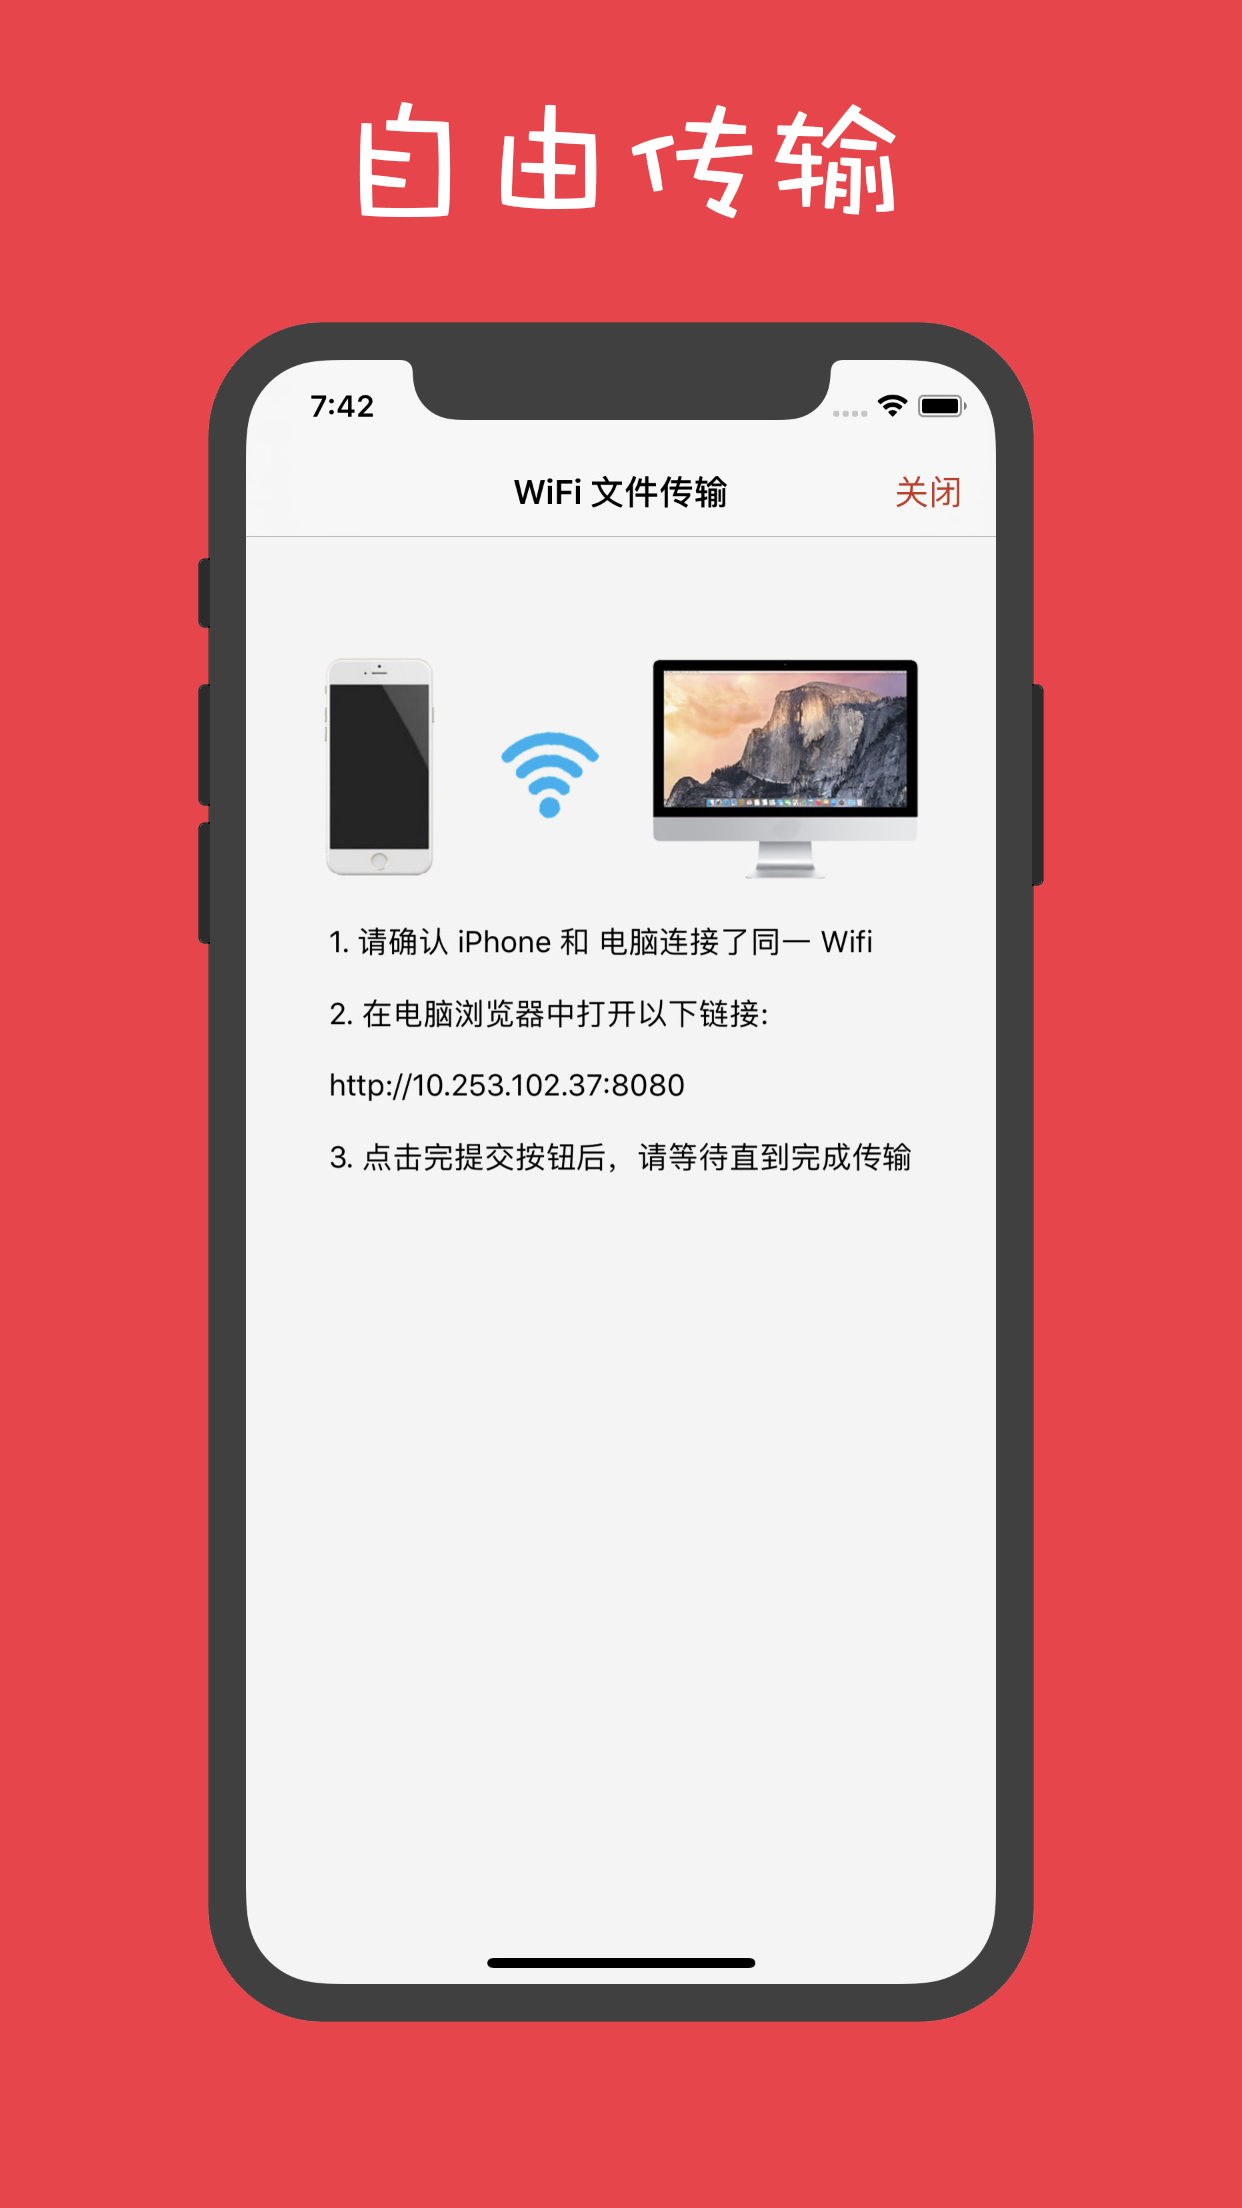 自由传输
7:42
WiFi 文件传输
关闭
1. 请确认 iPhone 和 电脑连接了同一 Wifi
2. 在电脑浏览器中打开以下链接:
http://10.253.102.37:8080
3. 点击完提交按钮后，请等待直到完成传输